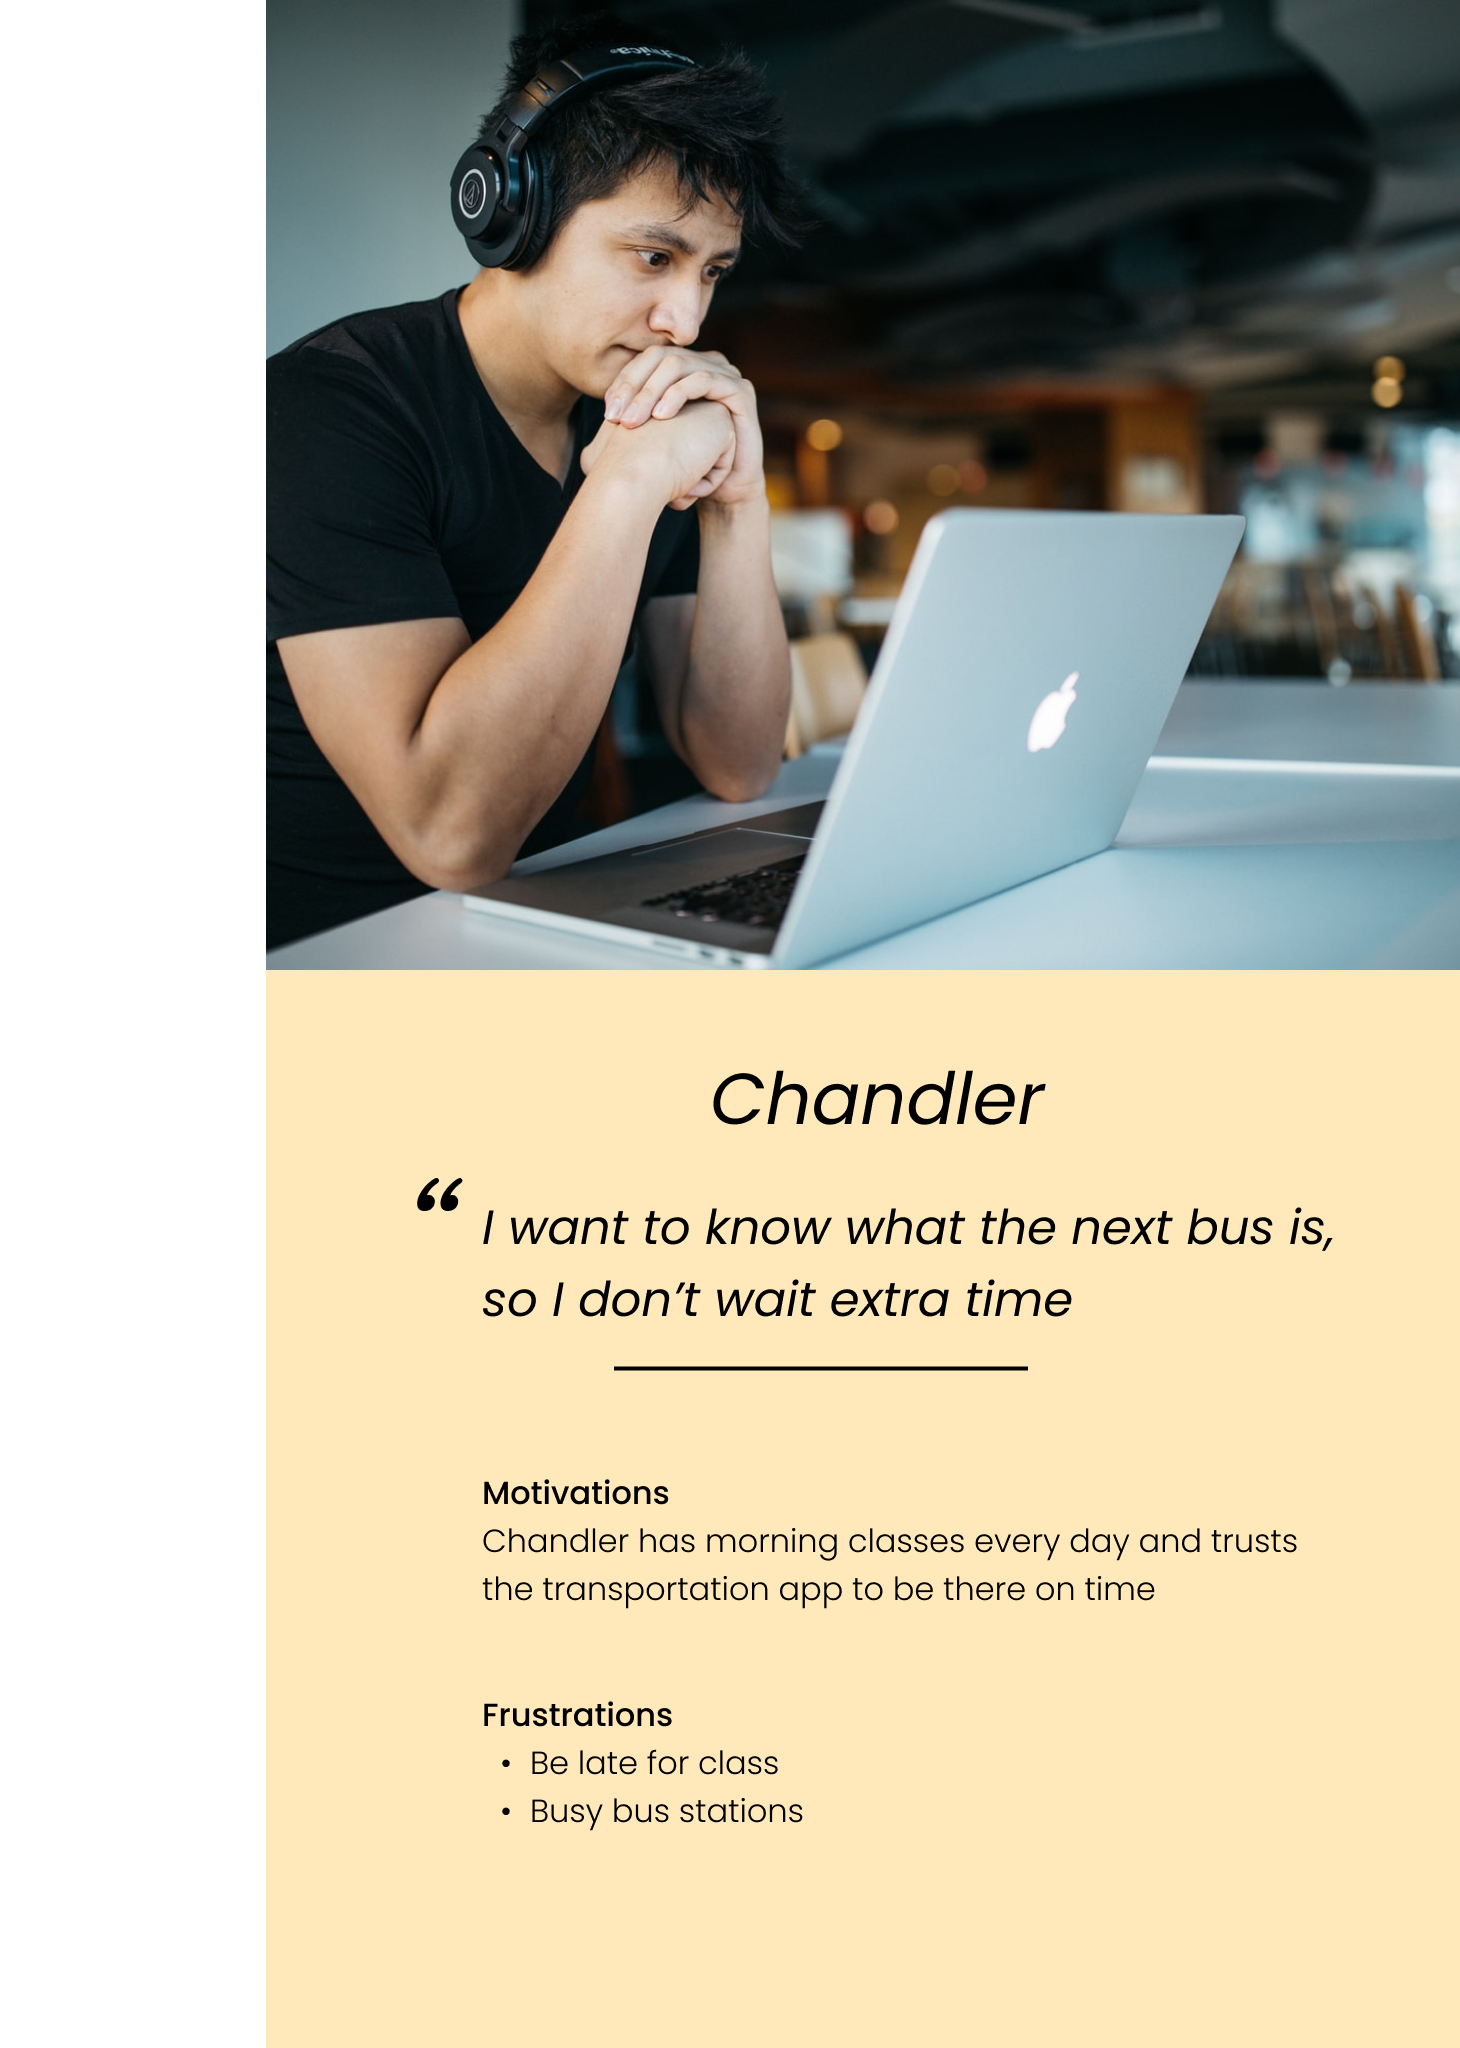 Chandler
“ I want to know what the next bus is,
so I don’t wait extra time
Motivations
Chandler has morning classes every day and trusts
the transportation app to be there on time
Frustrations
• Be late for class
• Busy bus stations